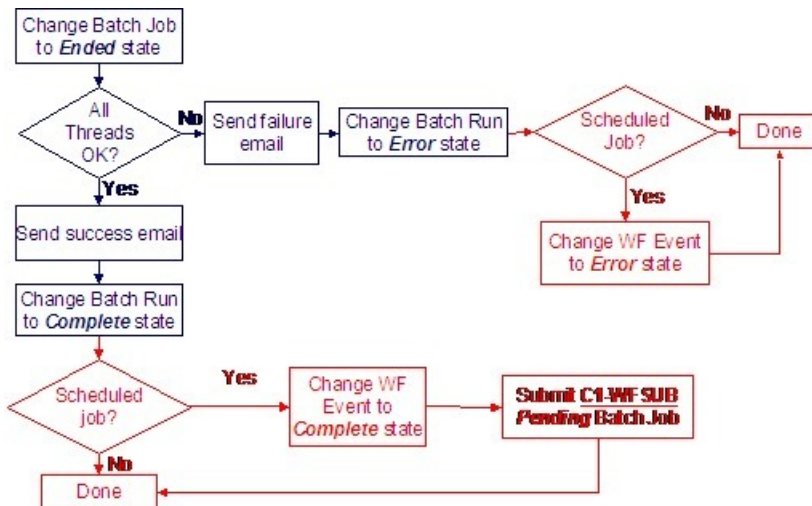 Change Batch Job
to Ended state
All
Threads
OK?
No
Send failure
email
Change Batch Run
to Error state
Scheduled
Job?
No
Done
Yes
Change WF Event
to Error state
Yes
Send success email
Change Batch Run
to Complete state
Scheduled
job?
Yes
Change WF
Event to
Complete state
Submit C1-WFSUB
Pending Batch Job
No
Done